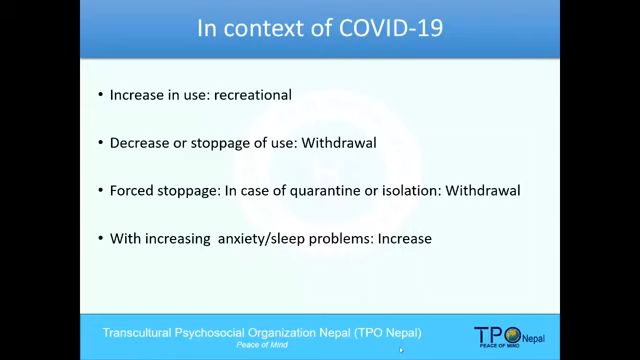 In context of COVID-19
• Increase in use: recreational
• Decrease or stoppage of use: Withdrawal
• Forced stoppage: In case of quarantine or isolation: Withdrawal
• With increasing anxiety/sleep problems: Increase
Transcultural Psychosocial Organization Nepal (TPO Nepal)
Peace of Mind
TPO Nepal
PEACE OF MIND